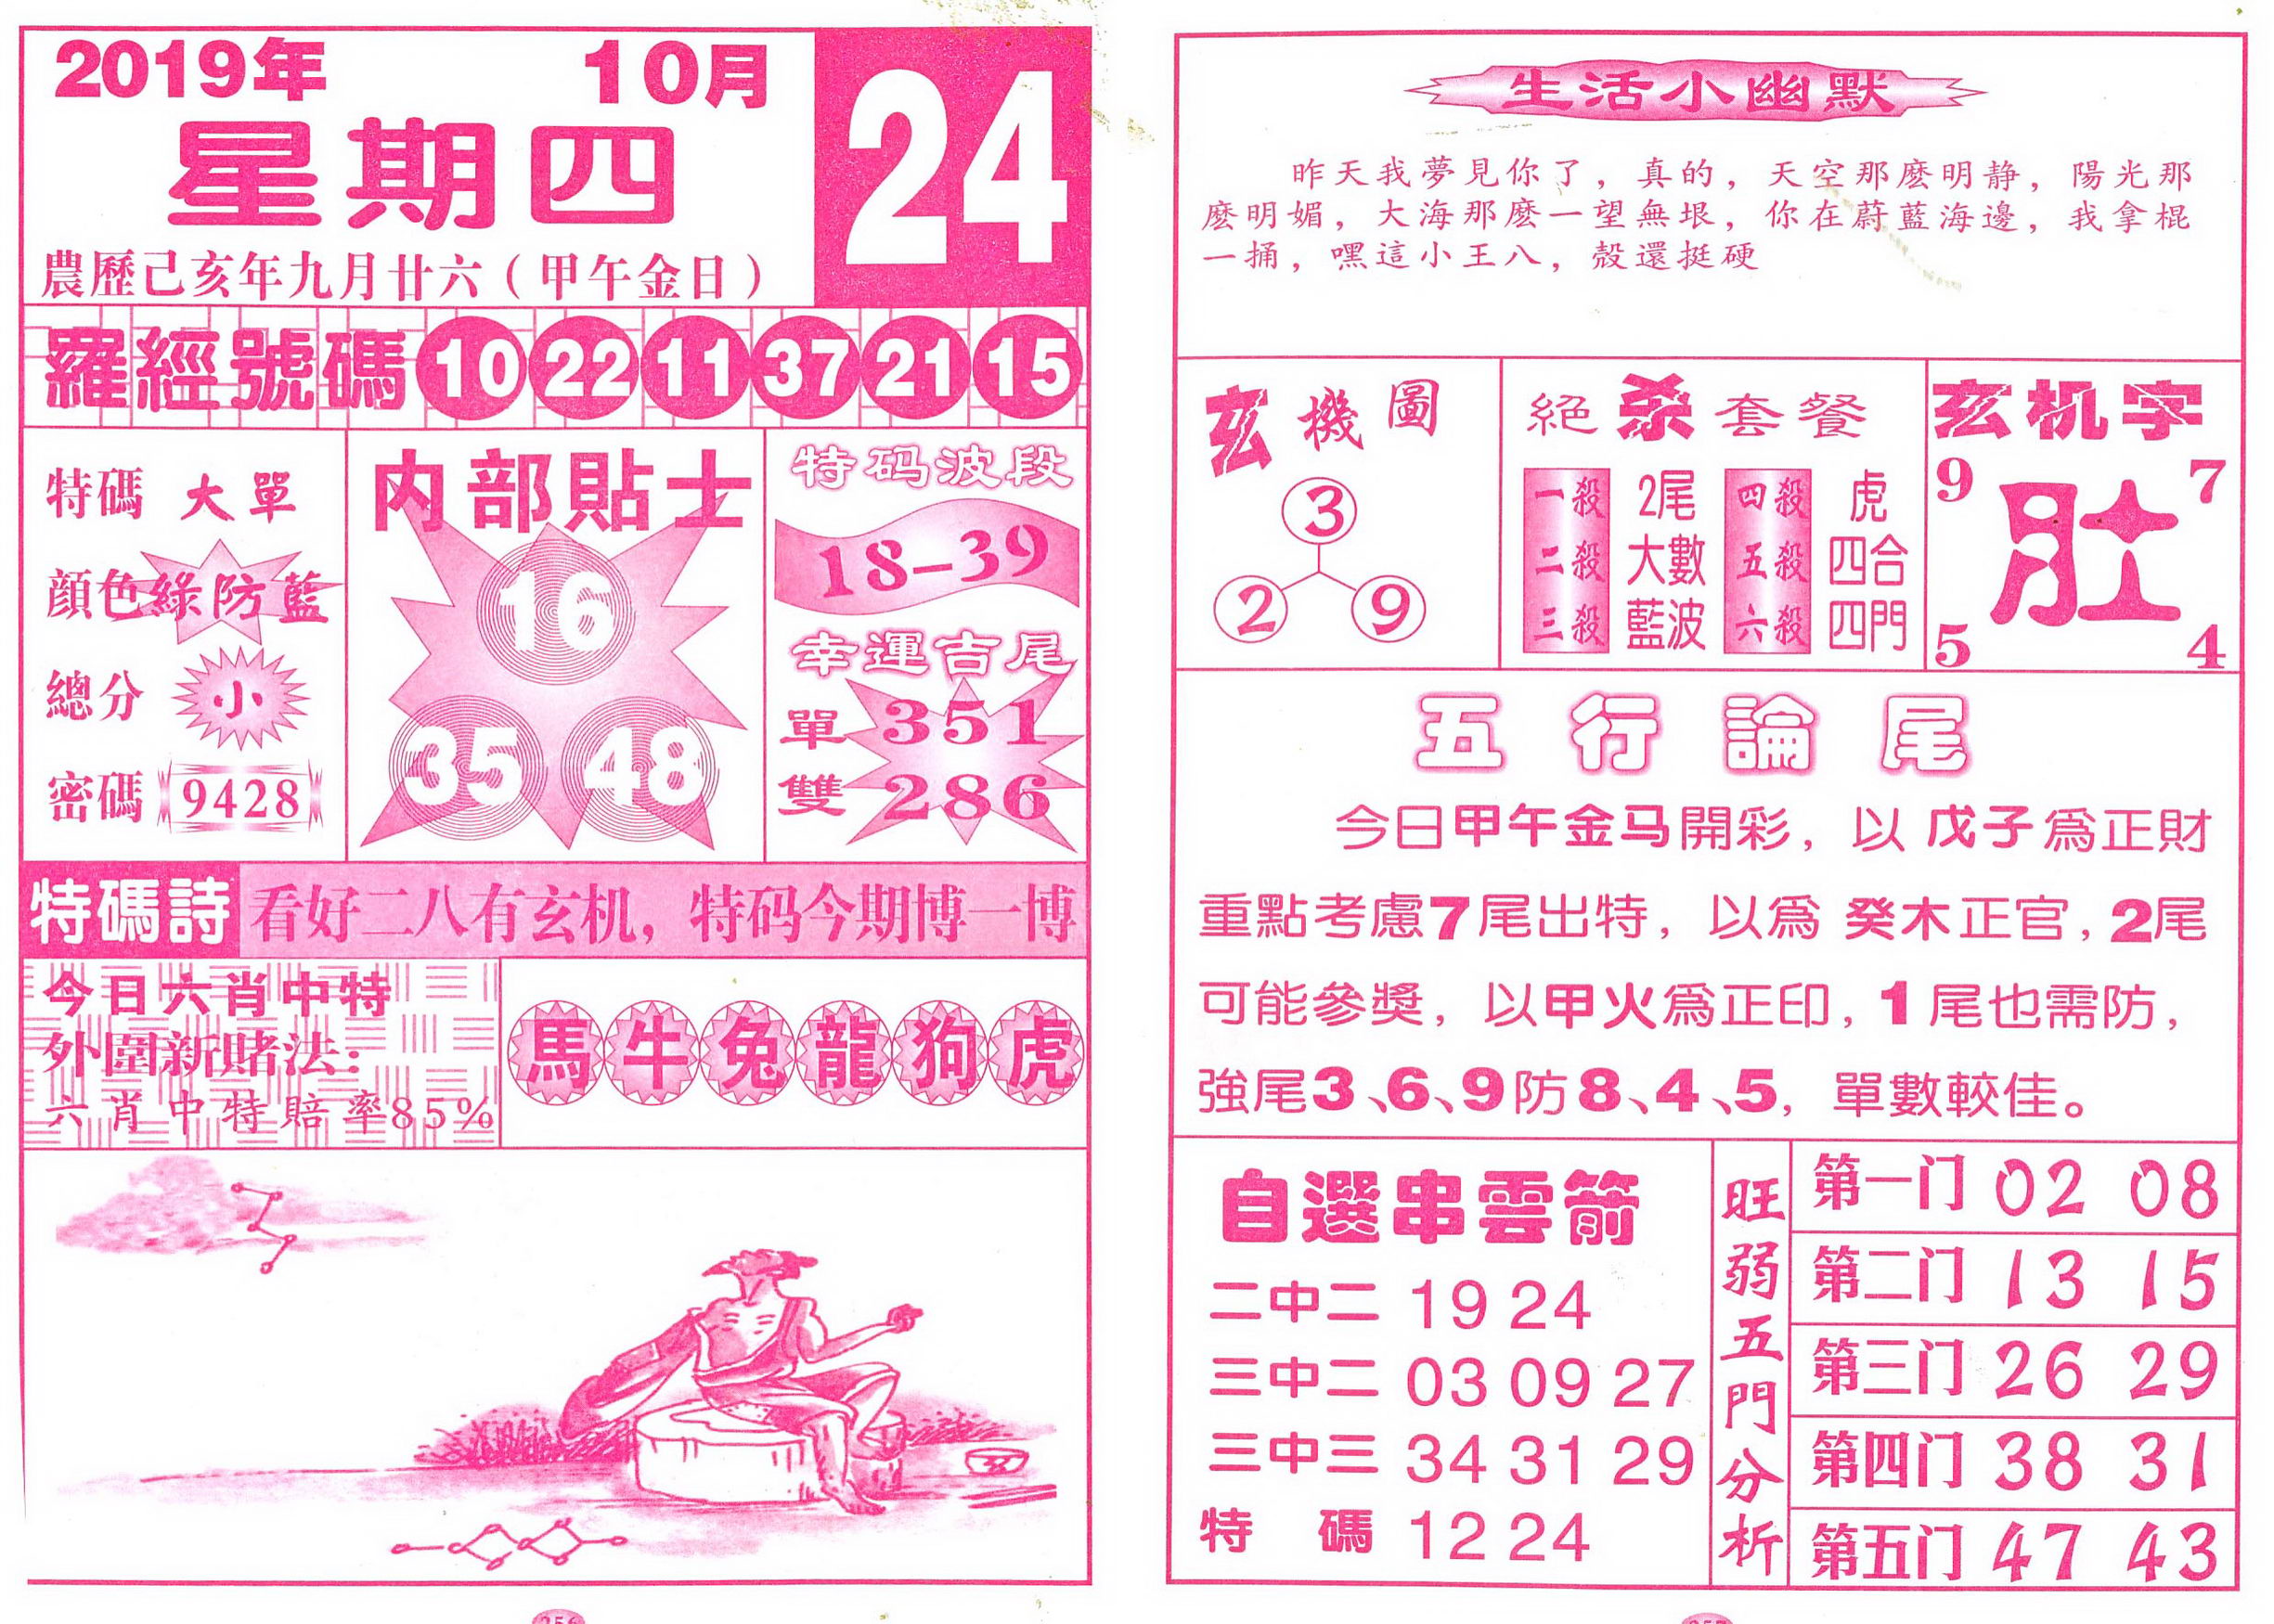 2019年 10月
24
星期四
農歷己亥年九月廿六（甲午金日）
羅經號碼 10 22 11 37 21 15
特碼 大單
顔色 綠防藍
總分 小
密碼 9428
内部貼士
16
35 48
特码波段
18–39
幸運吉尾
單 351
雙 286
特碼詩 看好二八有玄机，特码今期博一博
今日六肖中特
外圍新賭法：
六肖中特賠率85%
馬 牛 兔 龍 狗 虎
256
生活小幽默
昨天我夢見你了，真的，天空那麽明静，陽光那
麽明媚，大海那麽一望無垠，你在蔚藍海邊，我拿棍
一捅，嘿這小王八，殻還挺硬
玄機圖
3
2 9
絕杀套餐
一殺 2尾 四殺 虎
二殺 大數 五殺 四合
三殺 藍波 六殺 四門
玄机字
9 7
肚
5 4
五行論尾
今日甲午金马開彩，以戊子爲正財
重點考慮7尾出特，以爲癸木正官，2尾
可能參獎，以甲火爲正印，1尾也需防，
強尾3、6、9防8、4、5，單數較佳。
自選串雲箭
二中二 19 24
三中二 03 09 27
三中三 34 31 29
特碼 12 24
旺弱五門分析
第一门 02 08
第二门 13 15
第三门 26 29
第四门 38 31
第五门 47 43
257